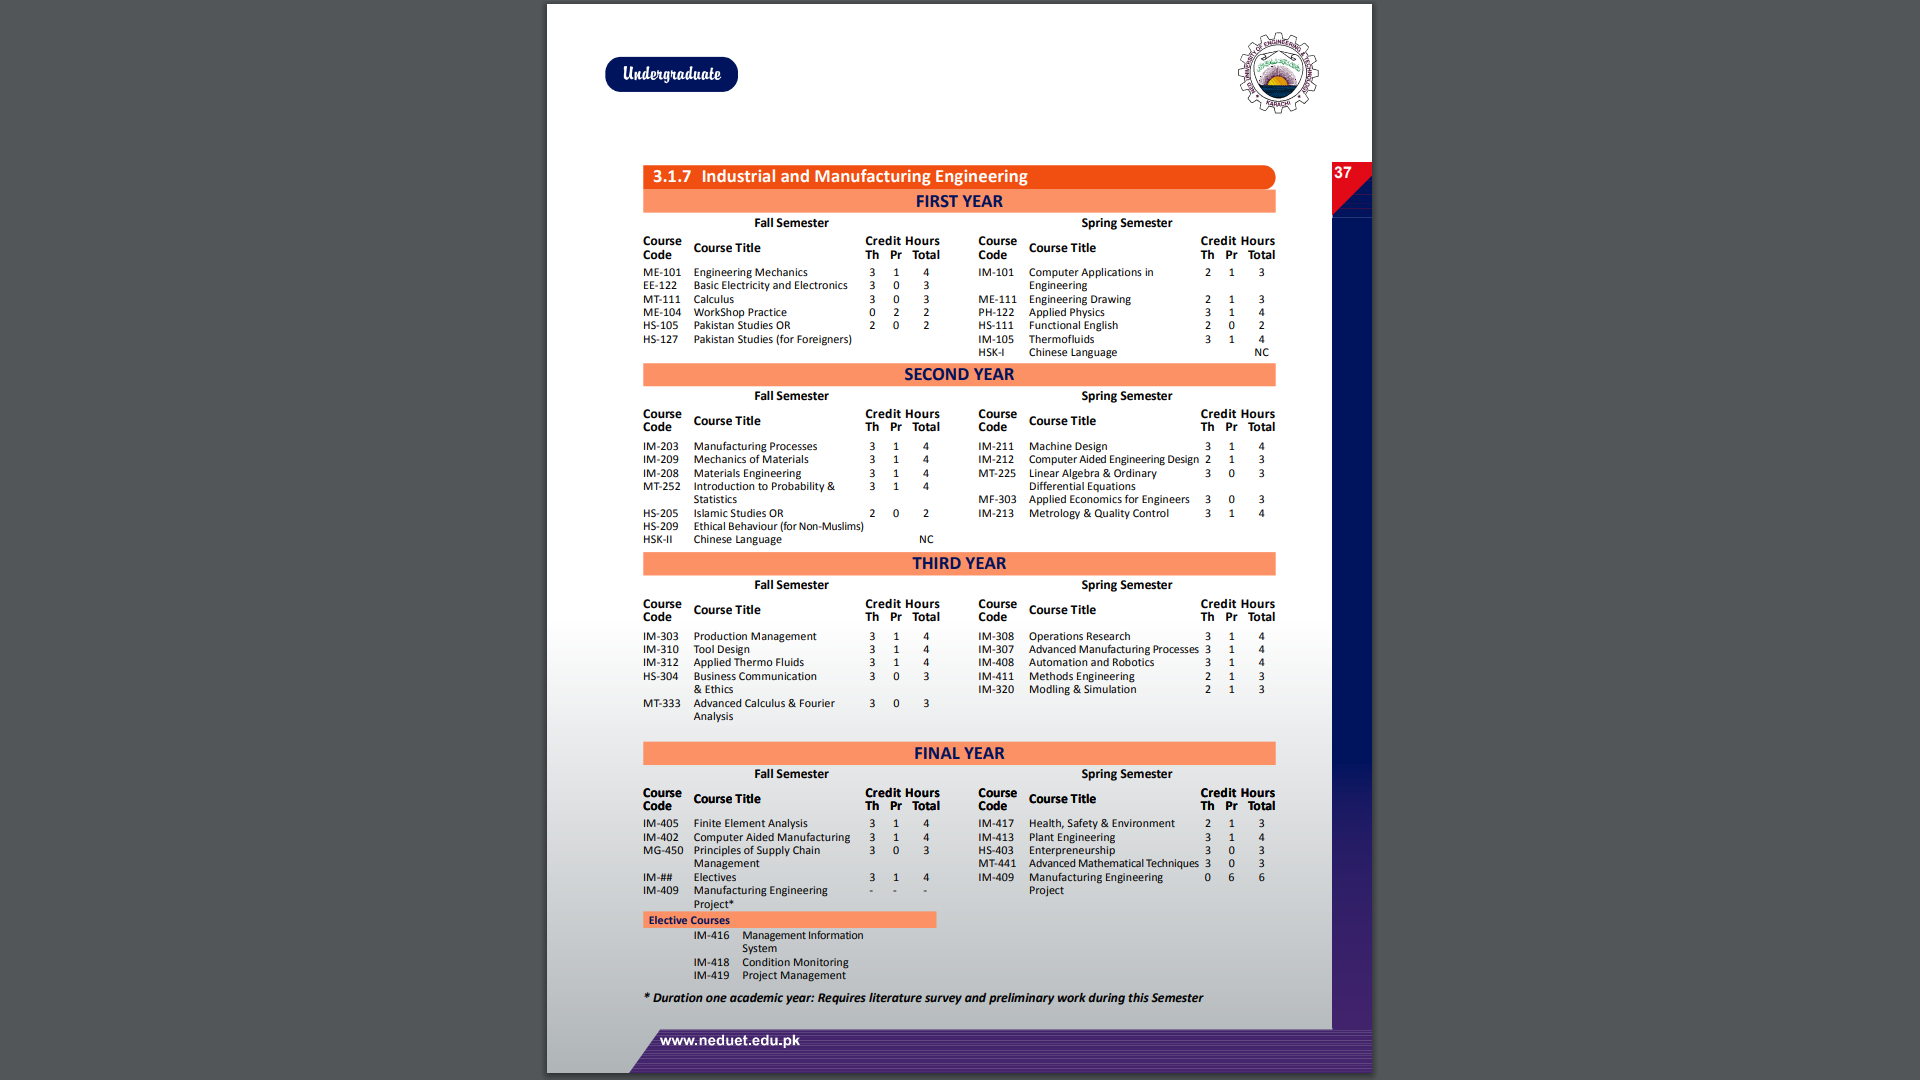 Undergraduate
NED UNIVERSITY OF ENGINEERING & TECHNOLOGY
KARACHI
37
3.1.7 Industrial and Manufacturing Engineering
FIRST YEAR
Fall Semester
Course Code Course Title Credit Hours Th Pr Total
ME-101 Engineering Mechanics 3 1 4
EE-122 Basic Electricity and Electronics 3 0 3
MT-111 Calculus 3 0 3
ME-104 WorkShop Practice 0 2 2
HS-105 Pakistan Studies OR 2 0 2
HS-127 Pakistan Studies (for Foreigners)
Spring Semester
Course Code Course Title Credit Hours Th Pr Total
IM-101 Computer Applications in 2 1 3
Engineering
ME-111 Engineering Drawing 2 1 3
PH-122 Applied Physics 3 1 4
HS-111 Functional English 2 0 2
IM-105 Thermofluids 3 1 4
HSK-I Chinese Language NC
SECOND YEAR
Fall Semester
Course Code Course Title Credit Hours Th Pr Total
IM-203 Manufacturing Processes 3 1 4
IM-209 Mechanics of Materials 3 1 4
IM-208 Materials Engineering 3 1 4
MT-252 Introduction to Probability & 3 1 4
Statistics
HS-205 Islamic Studies OR 2 0 2
HS-209 Ethical Behaviour (for Non-Muslims)
HSK-II Chinese Language NC
Spring Semester
Course Code Course Title Credit Hours Th Pr Total
IM-211 Machine Design 3 1 4
IM-212 Computer Aided Engineering Design 2 1 3
MT-225 Linear Algebra & Ordinary 3 0 3
Differential Equations
MF-303 Applied Economics for Engineers 3 0 3
IM-213 Metrology & Quality Control 3 1 4
THIRD YEAR
Fall Semester
Course Code Course Title Credit Hours Th Pr Total
IM-303 Production Management 3 1 4
IM-310 Tool Design 3 1 4
IM-312 Applied Thermo Fluids 3 1 4
HS-304 Business Communication 3 0 3
& Ethics
MT-333 Advanced Calculus & Fourier 3 0 3
Analysis
Spring Semester
Course Code Course Title Credit Hours Th Pr Total
IM-308 Operations Research 3 1 4
IM-307 Advanced Manufacturing Processes 3 1 4
IM-408 Automation and Robotics 3 1 4
IM-411 Methods Engineering 2 1 3
IM-320 Modling & Simulation 2 1 3
FINAL YEAR
Fall Semester
Course Code Course Title Credit Hours Th Pr Total
IM-405 Finite Element Analysis 3 1 4
IM-402 Computer Aided Manufacturing 3 1 4
MG-450 Principles of Supply Chain 3 0 3
Management
IM-## Electives 3 1 4
IM-409 Manufacturing Engineering - - -
Project*
Spring Semester
Course Code Course Title Credit Hours Th Pr Total
IM-417 Health, Safety & Environment 2 1 3
IM-413 Plant Engineering 3 1 4
HS-403 Enterpreneurship 3 0 3
MT-441 Advanced Mathematical Techniques 3 0 3
IM-409 Manufacturing Engineering 0 6 6
Project
Elective Courses
IM-416 Management Information
System
IM-418 Condition Monitoring
IM-419 Project Management
* Duration one academic year: Requires literature survey and preliminary work during this Semester
www.neduet.edu.pk